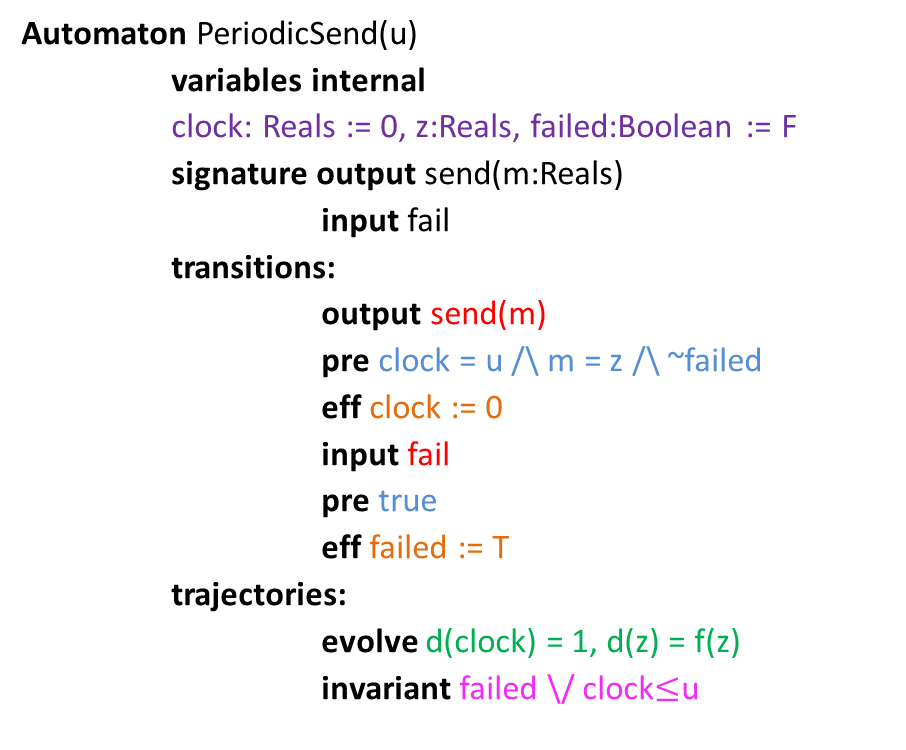 Automaton PeriodicSend(u)
variables internal
clock: Reals := 0, z:Reals, failed:Boolean := F
signature output send(m:Reals)
input fail
transitions:
output send(m)
pre clock = u /\ m = z /\ ~failed
eff clock := 0
input fail
pre true
eff failed := T
trajectories:
evolve d(clock) = 1, d(z) = f(z)
invariant failed \/ clock≤u